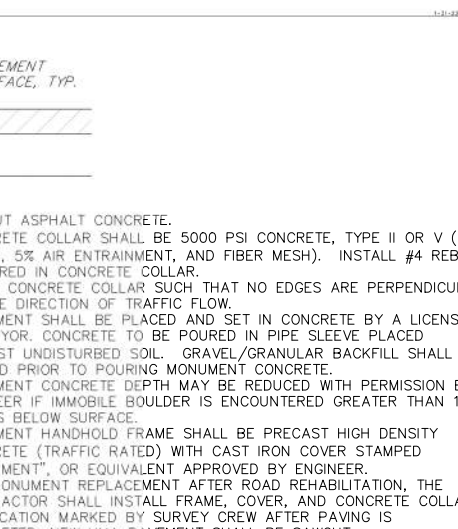 1-21-22
EMENT
FACE, TYP.
UT ASPHALT CONCRETE.
RETE COLLAR SHALL BE 5000 PSI CONCRETE, TYPE II OR V (
, 5% AIR ENTRAINMENT, AND FIBER MESH). INSTALL #4 REB
RED IN CONCRETE COLLAR.
CONCRETE COLLAR SUCH THAT NO EDGES ARE PERPENDICU
E DIRECTION OF TRAFFIC FLOW.
MENT SHALL BE PLACED AND SET IN CONCRETE BY A LICENS
YOR. CONCRETE TO BE POURED IN PIPE SLEEVE PLACED
ST UNDISTURBED SOIL. GRAVEL/GRANULAR BACKFILL SHALL
D PRIOR TO POURING MONUMENT CONCRETE.
MENT CONCRETE DEPTH MAY BE REDUCED WITH PERMISSION B
EER IF IMMOBILE BOULDER IS ENCOUNTERED GREATER THAN 1
S BELOW SURFACE.
MENT HANDHOLD FRAME SHALL BE PRECAST HIGH DENSITY
RETE (TRAFFIC RATED) WITH CAST IRON COVER STAMPED
MENT", OR EQUIVALENT APPROVED BY ENGINEER.
ONUMENT REPLACEMENT AFTER ROAD REHABILITATION, THE
ACTOR SHALL INSTALL FRAME, COVER, AND CONCRETE COLLA
CATION MARKED BY SURVEY CREW AFTER PAVING IS